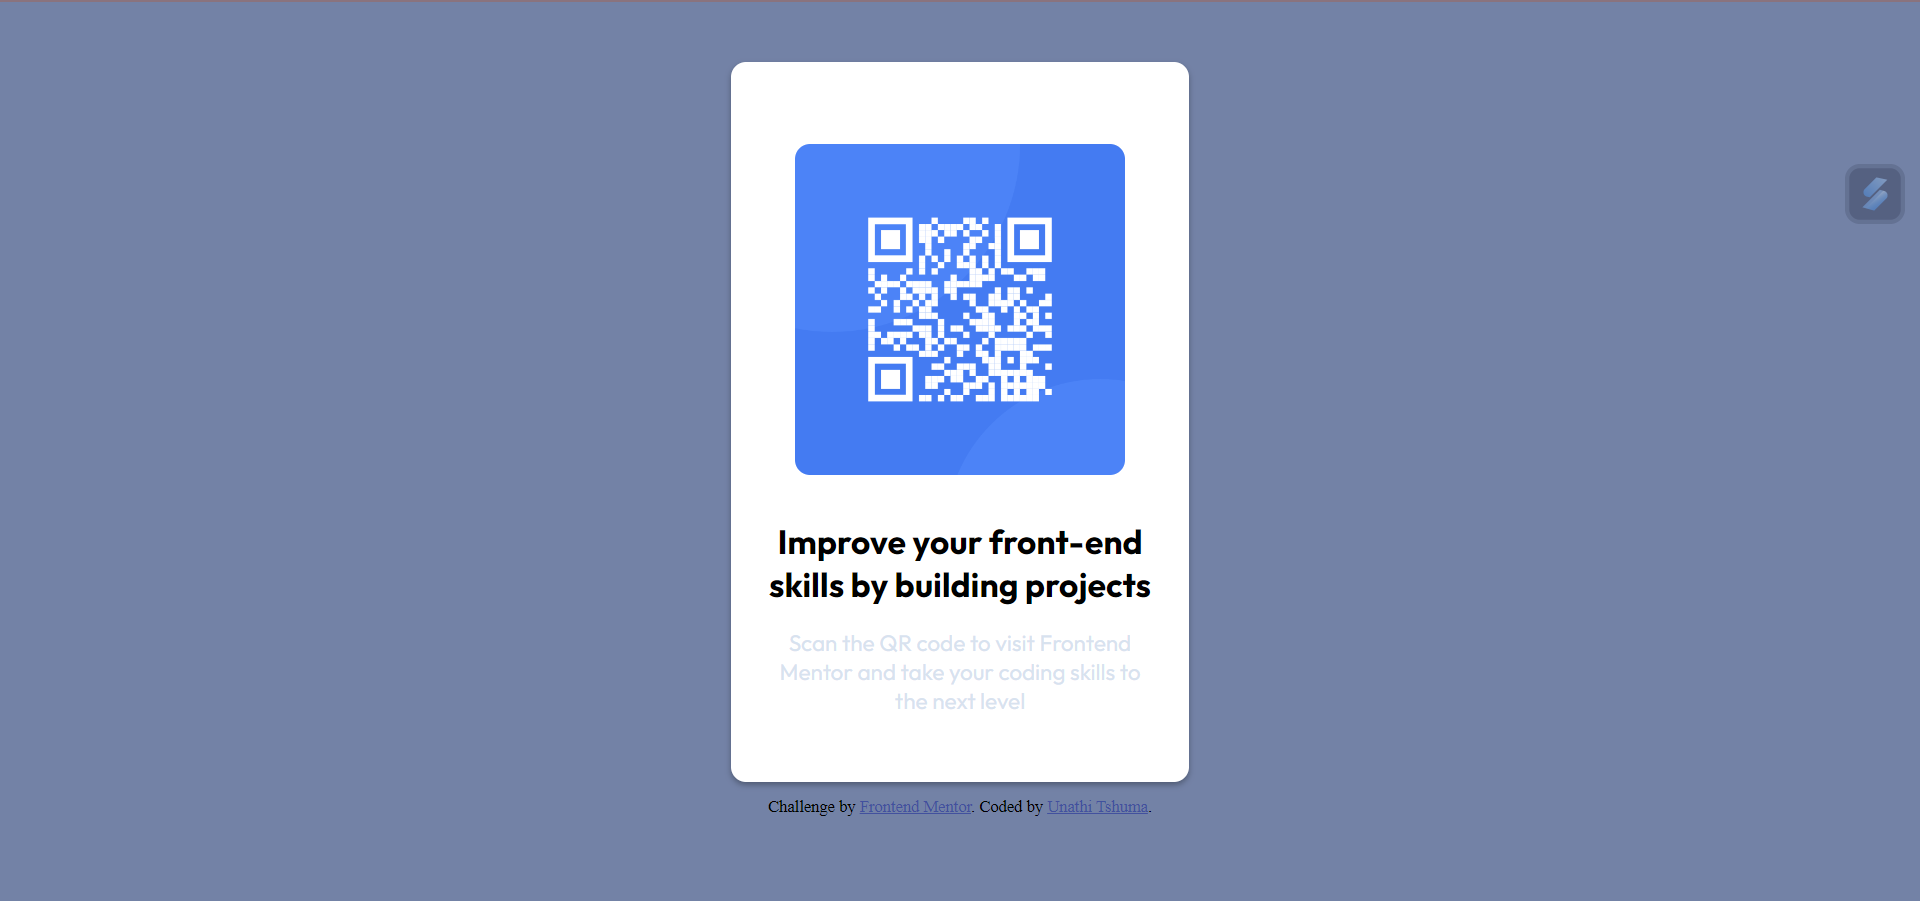 Improve your front-end
skills by building projects
Scan the QR code to visit Frontend
Mentor and take your coding skills to
the next level
Challenge by Frontend Mentor. Coded by Unathi Tshuma.